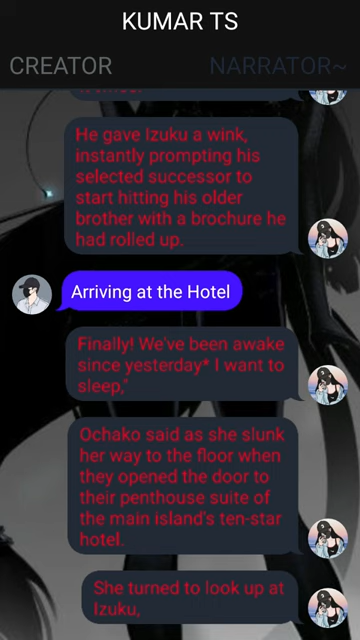 KUMAR TS
CREATOR
NARRATOR~
He gave Izuku a wink,
instantly prompting his
selected successor to
start hitting his older
brother with a brochure he
had rolled up.
Arriving at the Hotel
Finally! We've been awake
since yesterday* I want to
sleep,"
Ochako said as she slunk
her way to the floor when
they opened the door to
their penthouse suite of
the main island's ten-star
hotel.
She turned to look up at
Izuku,